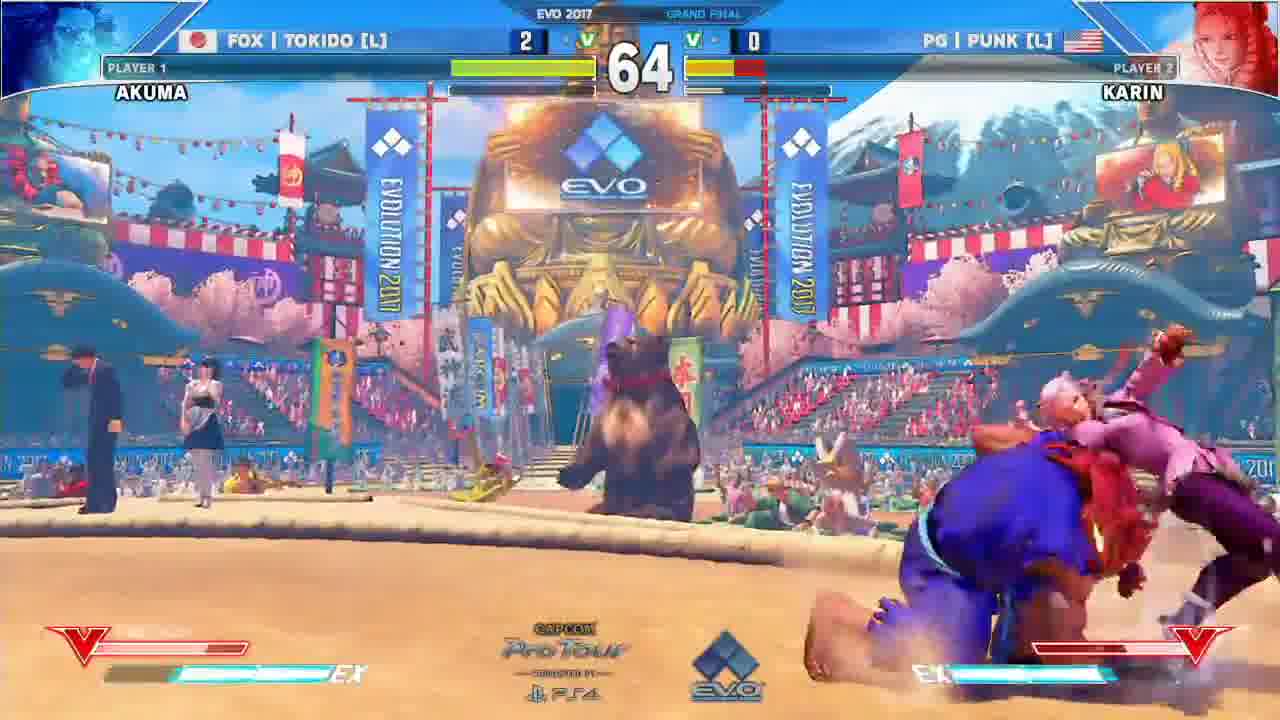 EVO 2017 GRAND FINAL
FOX | TOKIDO [L] 2 V 64 V 0 PG | PUNK [L]
PLAYER 1 PLAYER 2
AKUMA KARIN
EVO
EVOLUTION 2017 EVOLUTION 2017
V V
EX EX
CAPCOM
Pro Tour
PS4
EVO